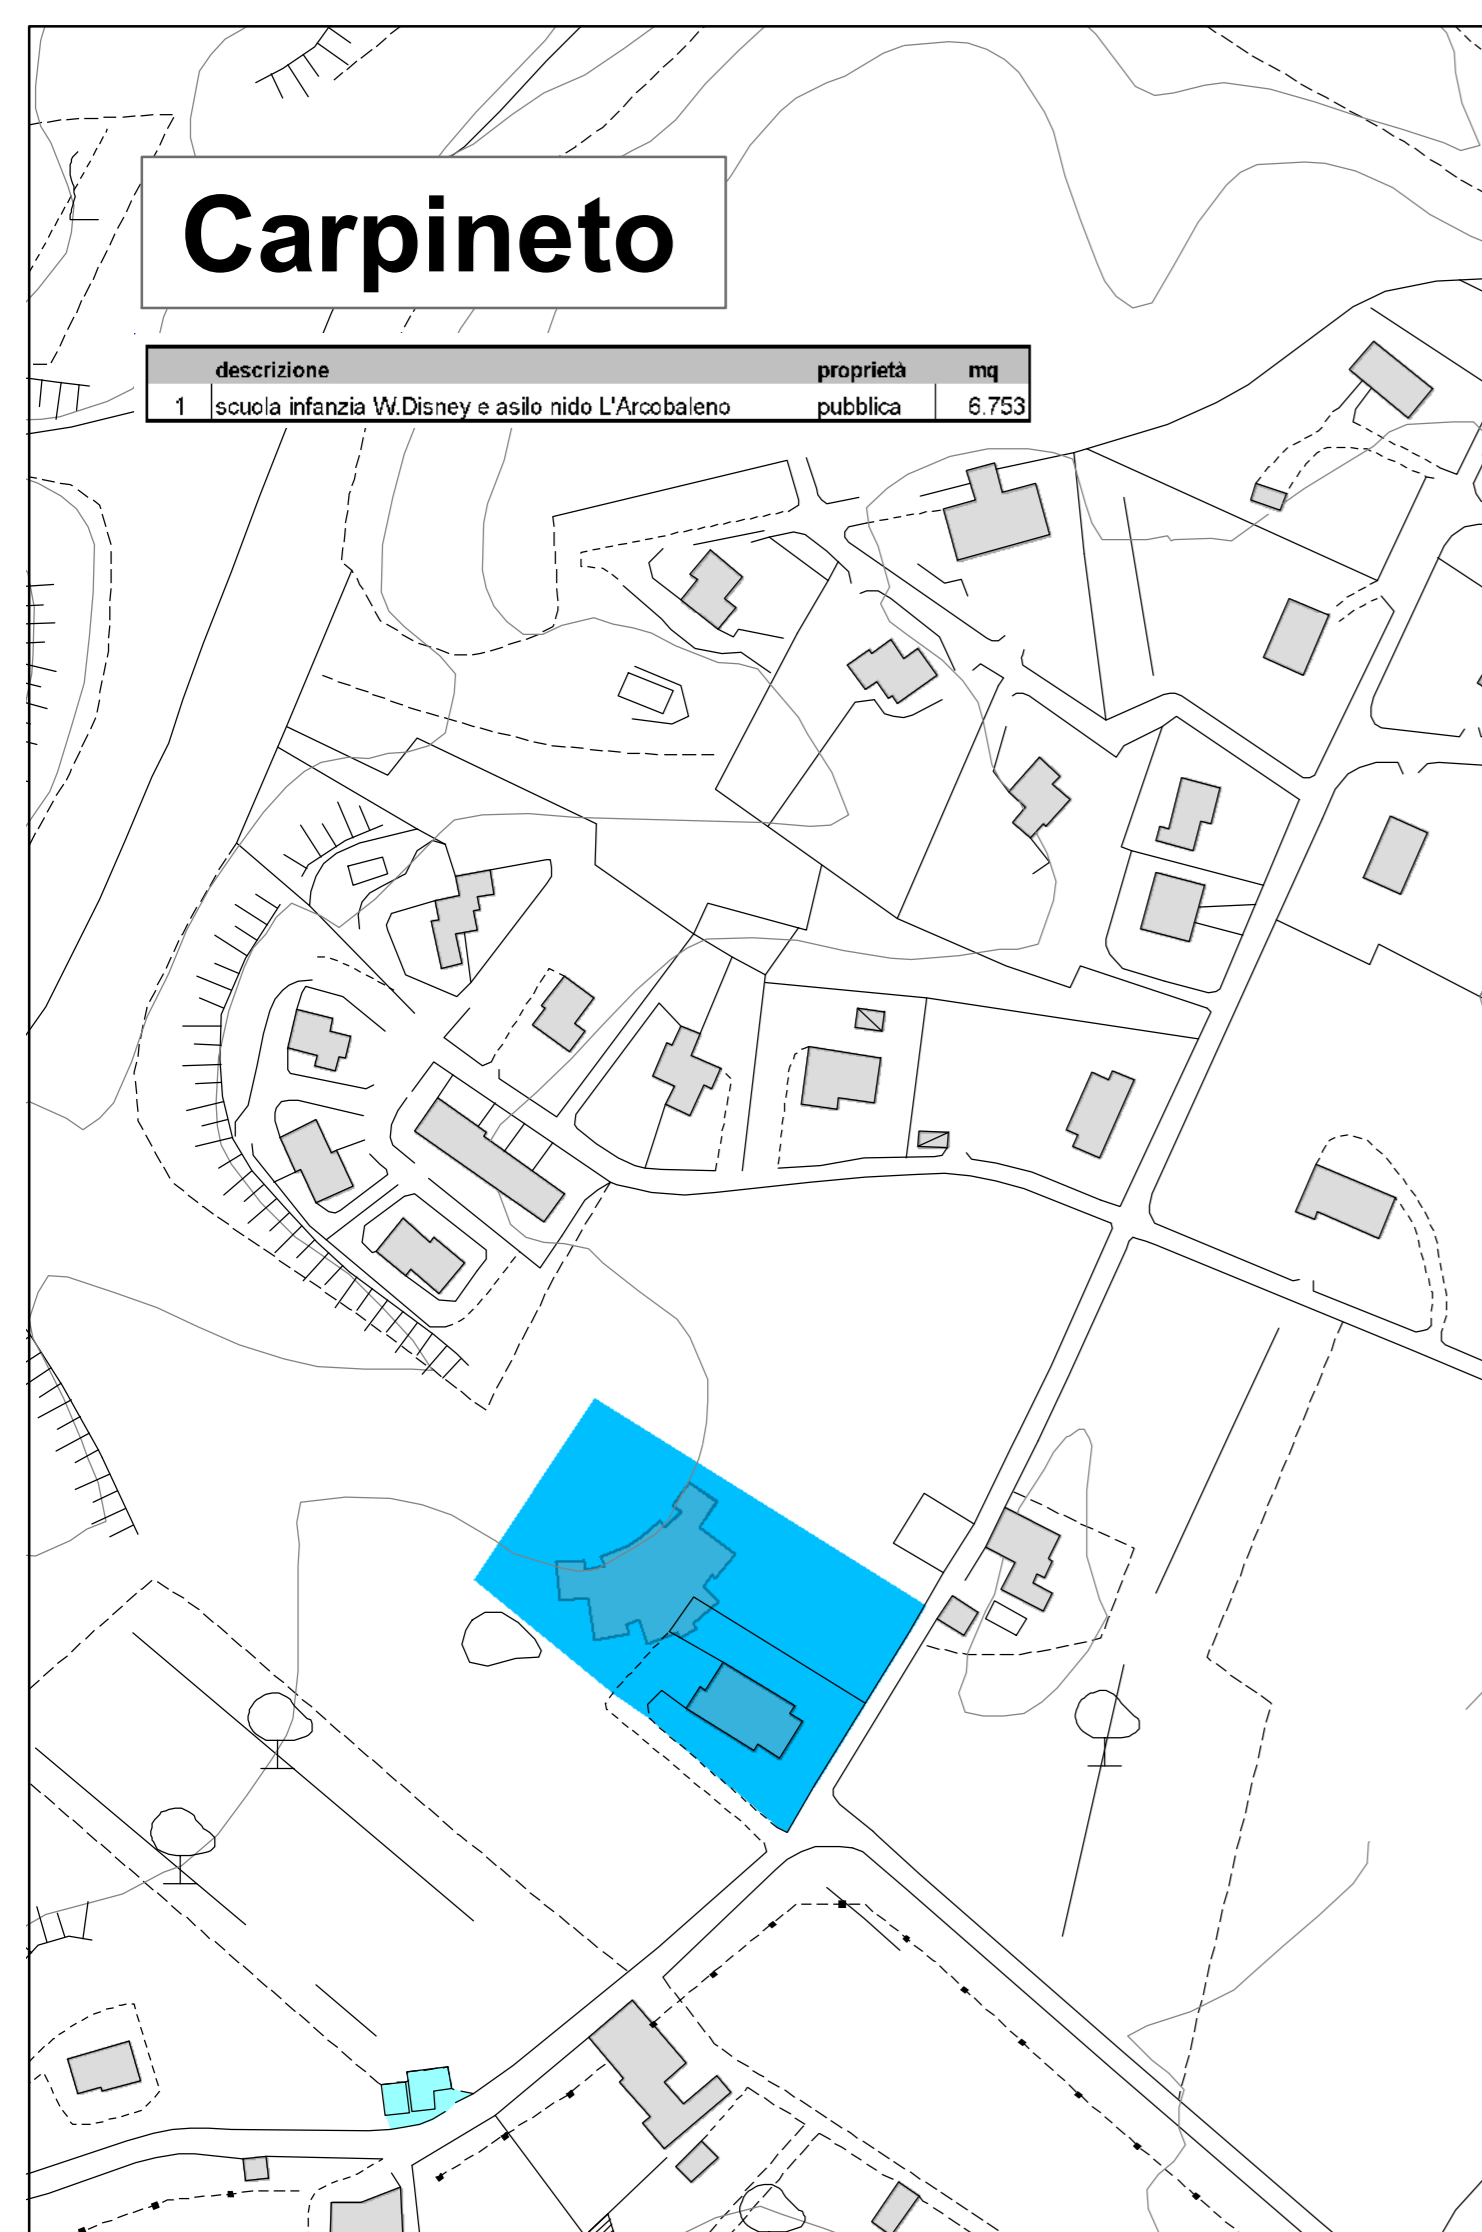 Carpineto
descrizione proprietà mq
1 scuola infanzia W.Disney e asilo nido L'Arcobaleno pubblica 6.753